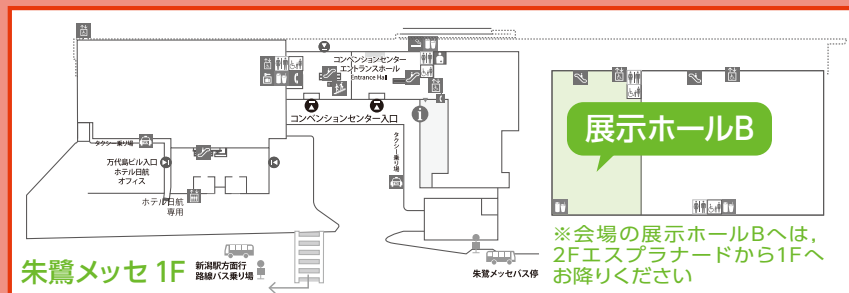 コンベンションセンター
エントランスホール
Entrance Hall
コンベンションセンター入口
タクシー乗り場
万代島ビル入口
ホテル日航
オフィス
ホテル日航
専用
タクシー乗り場
展示ホールB
※会場の展示ホールBへは,
2Fエスプラナードから1Fへ
お降りください
朱鷺メッセ 1F
新潟駅方面行
路線バス乗り場
朱鷺メッセバス停